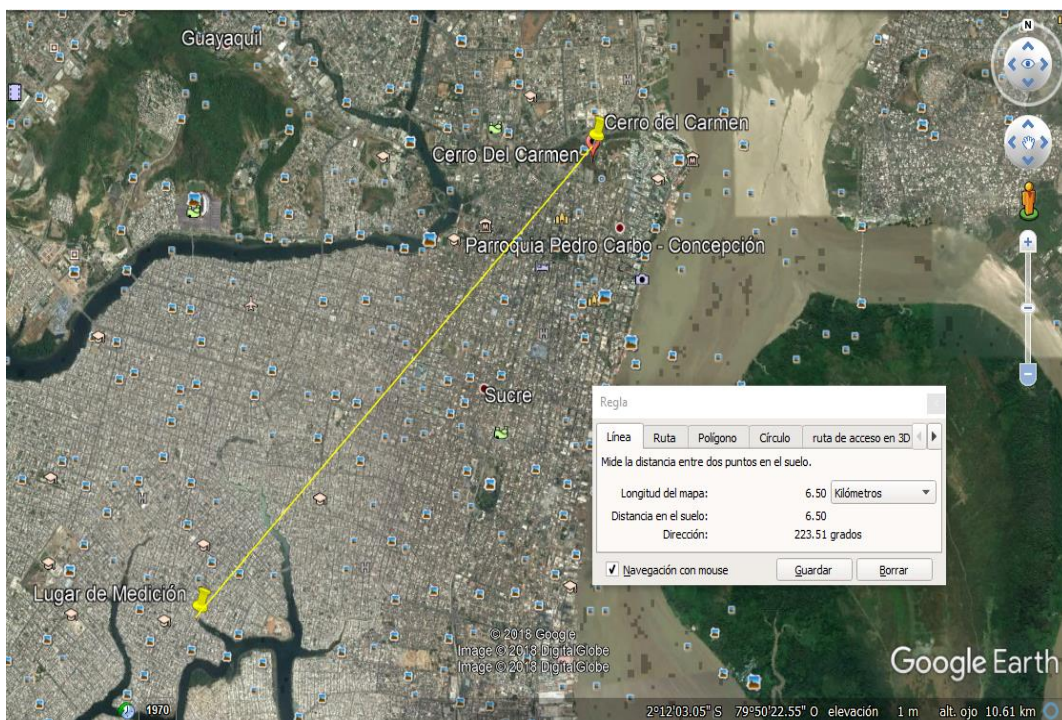 Guayaquil
N
Cerro del Carmen
Cerro Del Carmen
Parroquia Pedro Carbo - Concepción
Sucre
Regla
Línea Ruta Polígono Círculo ruta de acceso en 3D
Mide la distancia entre dos puntos en el suelo.
Longitud del mapa: 6.50 Kilómetros
Distancia en el suelo: 6.50
Dirección: 223.51 grados
Navegación con mouse Guardar Borrar
Lugar de Medición
© 2018 Google
Image © 2018 DigitalGlobe
Image © 2018 DigitalGlobe
Google Earth
1970
2°12'03.05" S 79°50'22.55" O elevación 1 m alt. ojo 10.61 km